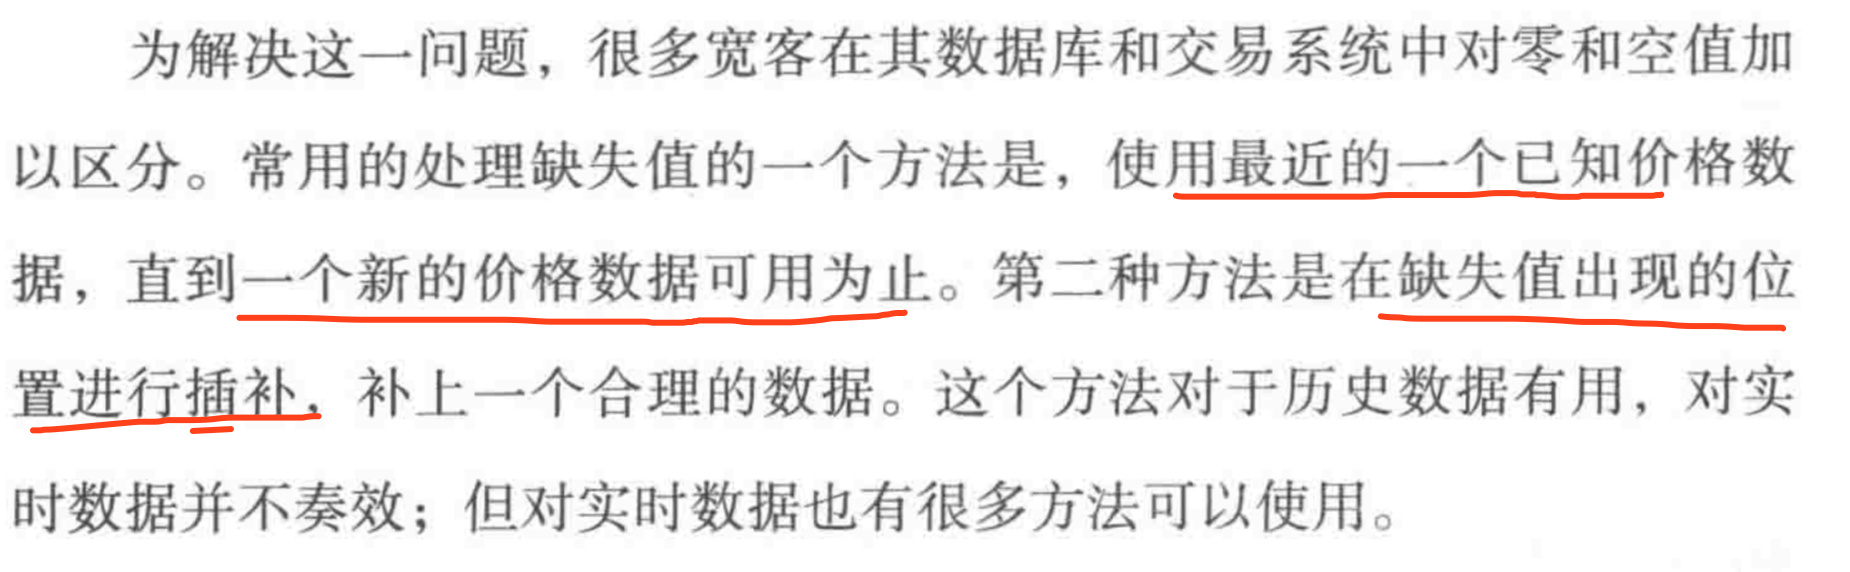 为解决这一问题，很多宽客在其数据库和交易系统中对零和空值加
以区分。常用的处理缺失值的一个方法是，使用最近的一个已知价格数
据，直到一个新的价格数据可用为止。第二种方法是在缺失值出现的位
置进行插补，补上一个合理的数据。这个方法对于历史数据有用，对实
时数据并不奏效；但对实时数据也有很多方法可以使用。